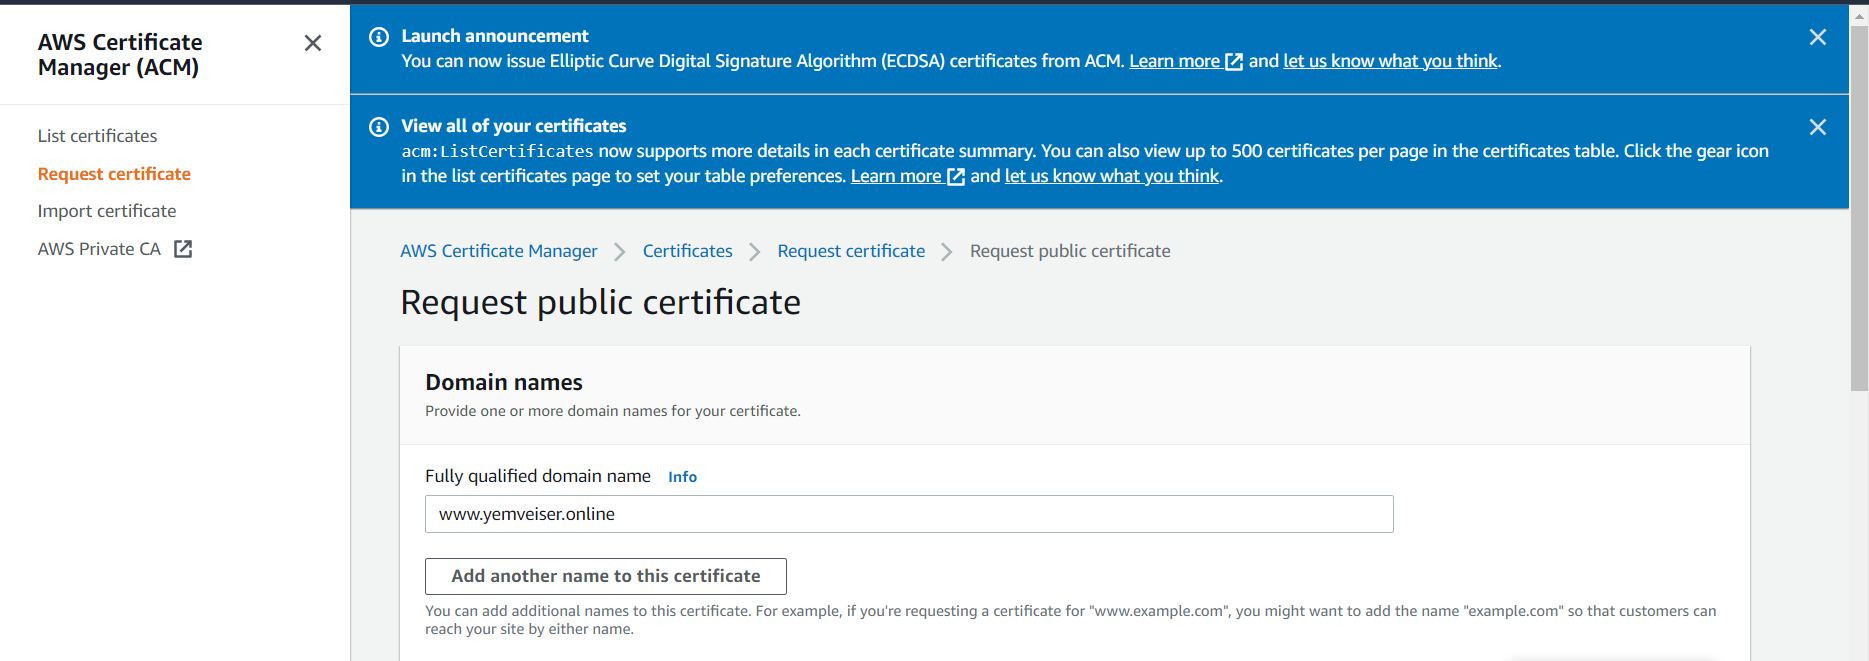 AWS Certificate
Manager (ACM)
List certificates
Request certificate
Import certificate
AWS Private CA
Launch announcement
You can now issue Elliptic Curve Digital Signature Algorithm (ECDSA) certificates from ACM. Learn more and let us know what you think.
View all of your certificates
acm:ListCertificates now supports more details in each certificate summary. You can also view up to 500 certificates per page in the certificates table. Click the gear icon
in the list certificates page to set your table preferences. Learn more and let us know what you think.
AWS Certificate Manager > Certificates > Request certificate > Request public certificate
Request public certificate
Domain names
Provide one or more domain names for your certificate.
Fully qualified domain name Info
www.yemveiser.online
Add another name to this certificate
You can add additional names to this certificate. For example, if you're requesting a certificate for "www.example.com", you might want to add the name "example.com" so that customers can
reach your site by either name.